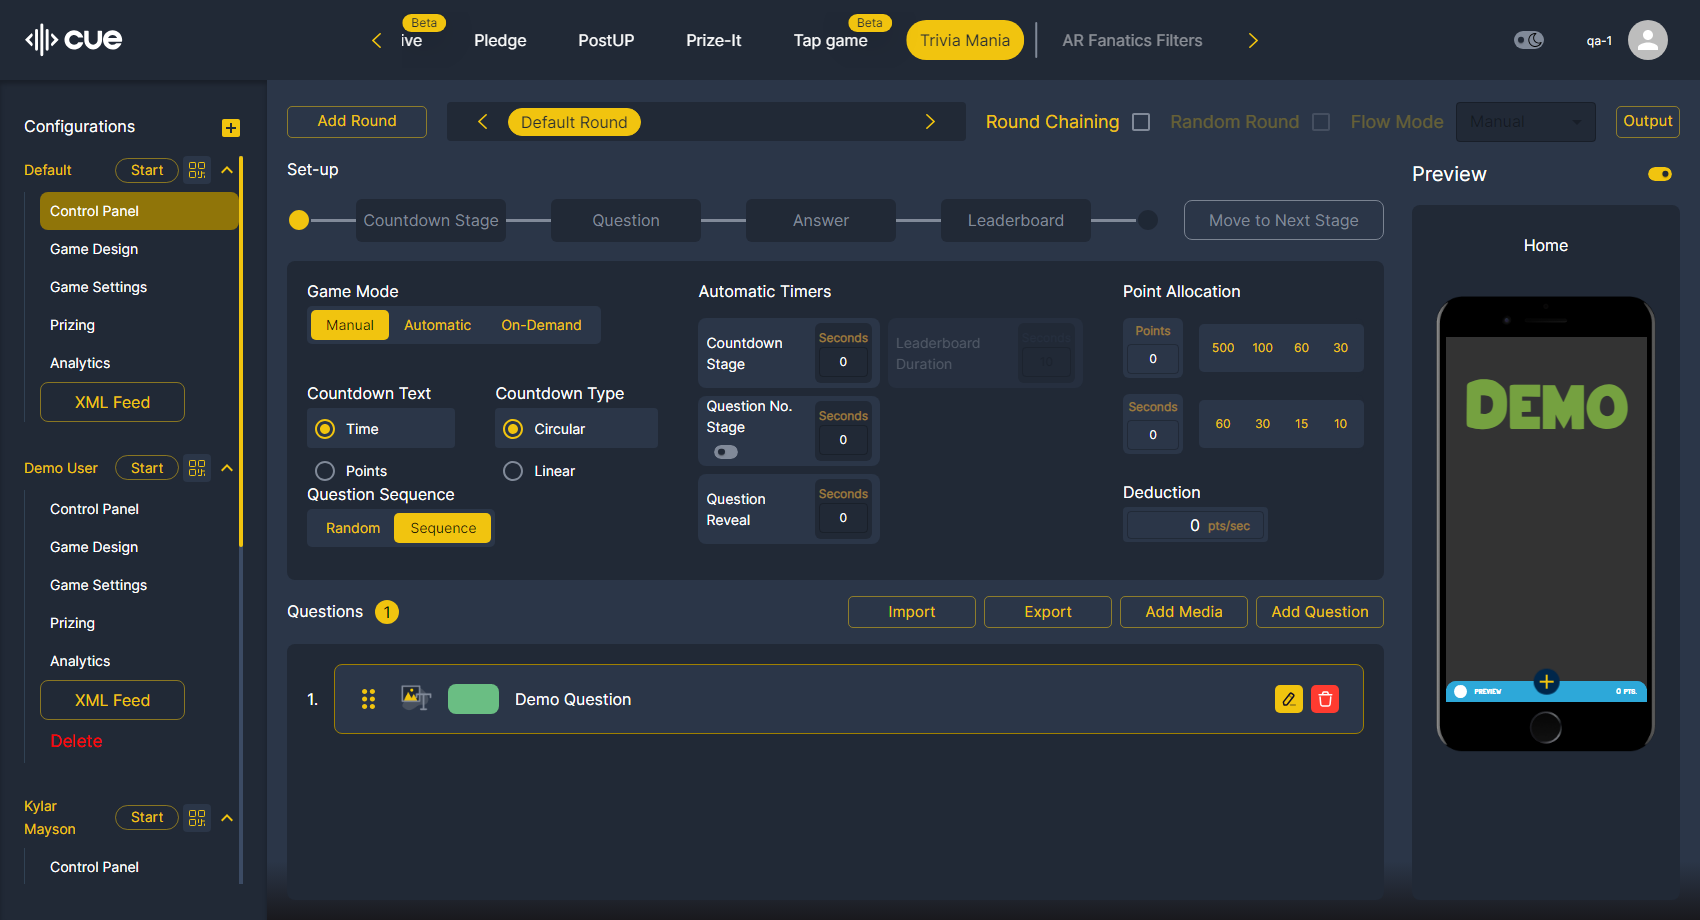 cue
Beta
ive
Pledge
PostUP
Prize-It
Tap game
Beta
Trivia Mania
AR Fanatics Filters
qa-1
Configurations
Default
Start
Control Panel
Game Design
Game Settings
Prizing
Analytics
XML Feed
Demo User
Start
Control Panel
Game Design
Game Settings
Prizing
Analytics
XML Feed
Delete
Kylar
Mayson
Start
Control Panel
Add Round
Default Round
Round Chaining
Random Round
Flow Mode
Manual
Output
Set-up
Countdown Stage
Question
Answer
Leaderboard
Move to Next Stage
Game Mode
Manual
Automatic
On-Demand
Countdown Text
Time
Points
Countdown Type
Circular
Linear
Question Sequence
Random
Sequence
Automatic Timers
Countdown
Stage
Seconds
0
Leaderboard
Duration
Seconds
10
Question No.
Stage
Seconds
0
Question
Reveal
Seconds
0
Point Allocation
Points
0
500 100 60 30
Seconds
0
60 30 15 10
Deduction
0 pts/sec
Questions 1
Import
Export
Add Media
Add Question
1.
Demo Question
Preview
Home
DEMO
PREVIEW
0 PTS.